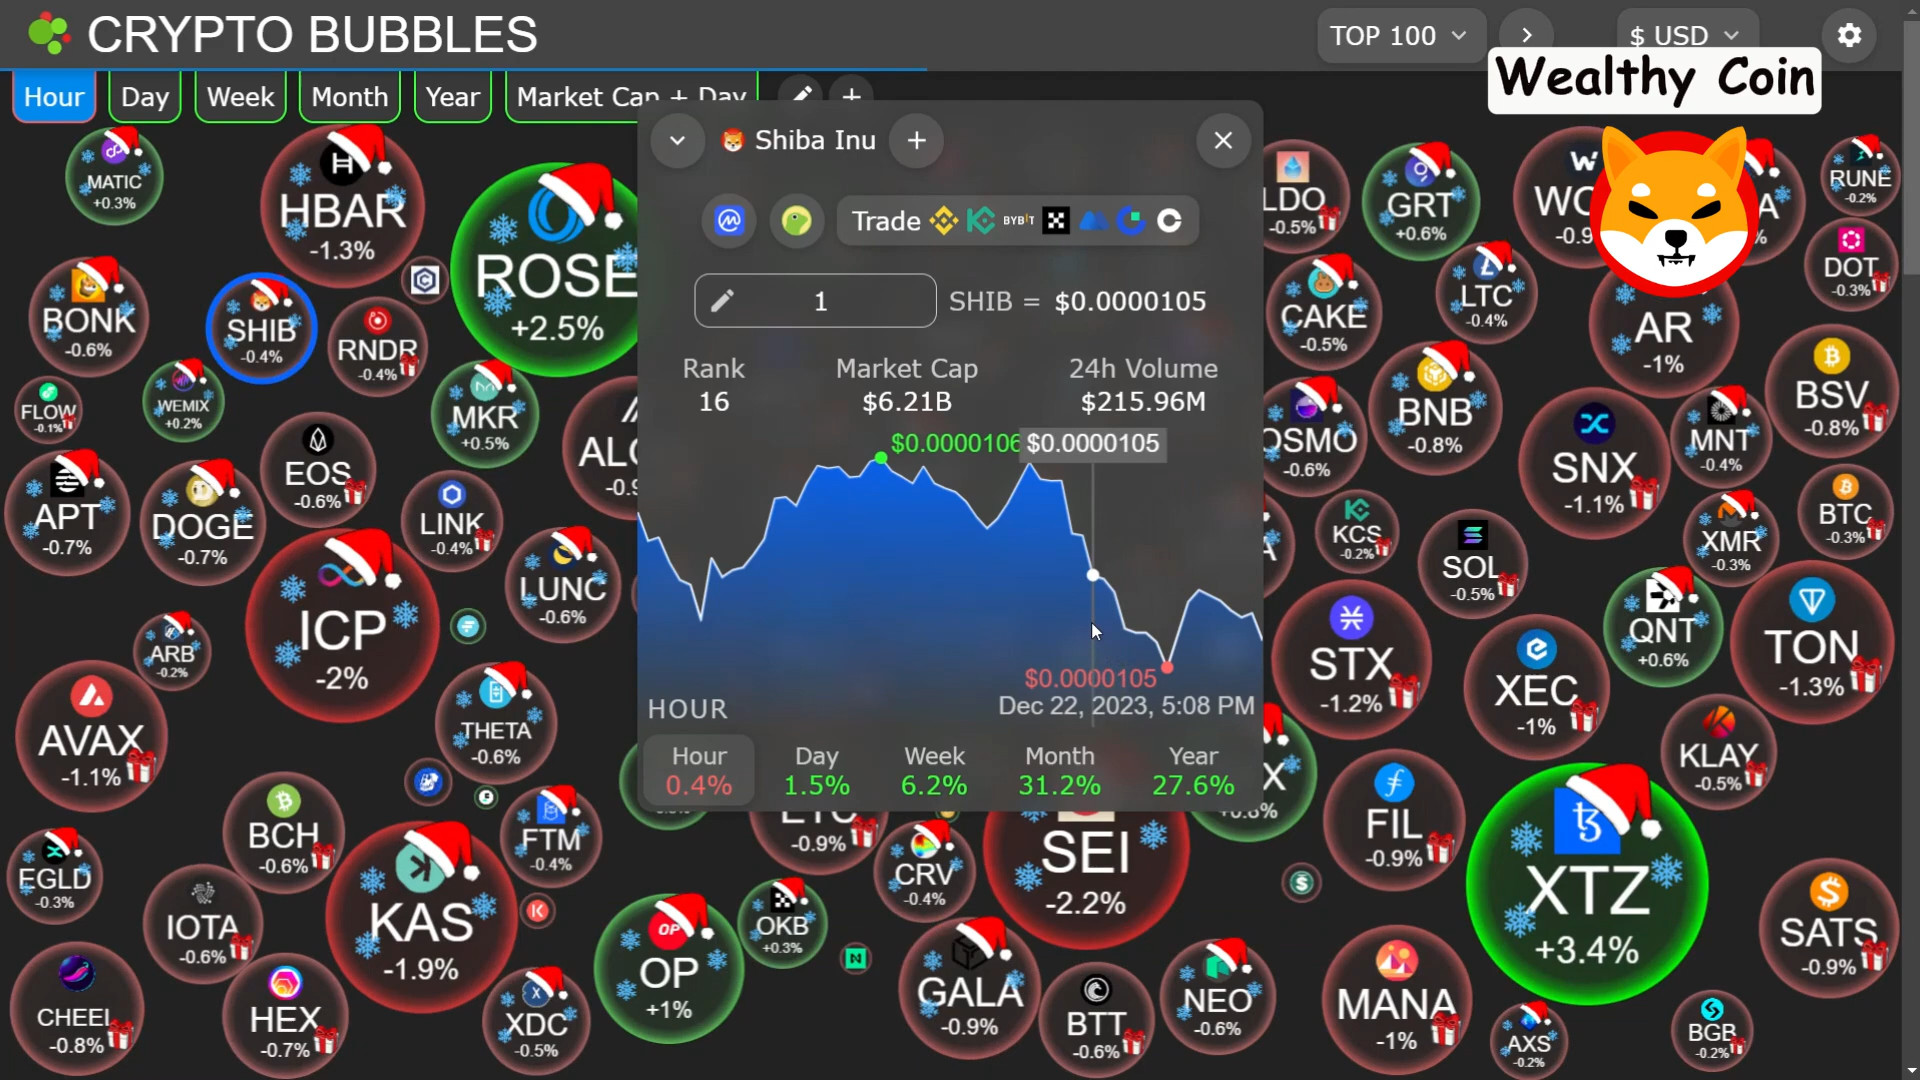 CRYPTO BUBBLES
TOP 100
$ USD
Wealthy Coin
Hour
Day
Week
Month
Year
Market Cap + Day
Shiba Inu
Trade
BYBIT
1
SHIB = $0.0000105
Rank
Market Cap
24h Volume
16
$6.21B
$215.96M
$0.0000106
$0.0000105
$0.0000105
Dec 22, 2023, 5:08 PM
HOUR
Hour
Day
Week
Month
Year
0.4%
1.5%
6.2%
31.2%
27.6%
MATIC
+0.3%
HBAR
-1.3%
ROSE
+2.5%
BONK
-0.6%
SHIB
-0.4%
RNDR
-0.4%
FLOW
-0.1%
WEMIX
+0.2%
MKR
+0.5%
EOS
-0.6%
APT
-0.7%
DOGE
-0.7%
LINK
-0.4%
LUNC
-0.6%
ICP
-2%
ARB
-0.2%
AVAX
-1.1%
THETA
-0.6%
BCH
-0.6%
FTM
-0.4%
EGLD
-0.3%
IOTA
-0.6%
KAS
-1.9%
CHEEL
-0.8%
HEX
-0.7%
XDC
-0.5%
OP
OP
+1%
OKB
+0.3%
-0.9%
CRV
-0.4%
SEI
-2.2%
GALA
-0.9%
BTT
-0.6%
NEO
-0.6%
LDO
-0.5%
GRT
+0.6%
RUNE
-0.2%
DOT
-0.3%
CAKE
-0.5%
LTC
-0.4%
AR
-1%
BSV
-0.8%
OSMO
-0.6%
BNB
-0.8%
SNX
-1.1%
MNT
-0.4%
KCS
-0.2%
SOL
-0.5%
XMR
-0.3%
BTC
-0.3%
STX
-1.2%
XEC
-1%
QNT
+0.6%
TON
-1.3%
KLAY
-0.5%
FIL
-0.9%
XTZ
+3.4%
SATS
-0.9%
MANA
-1%
AXS
-0.2%
BGB
-0.2%